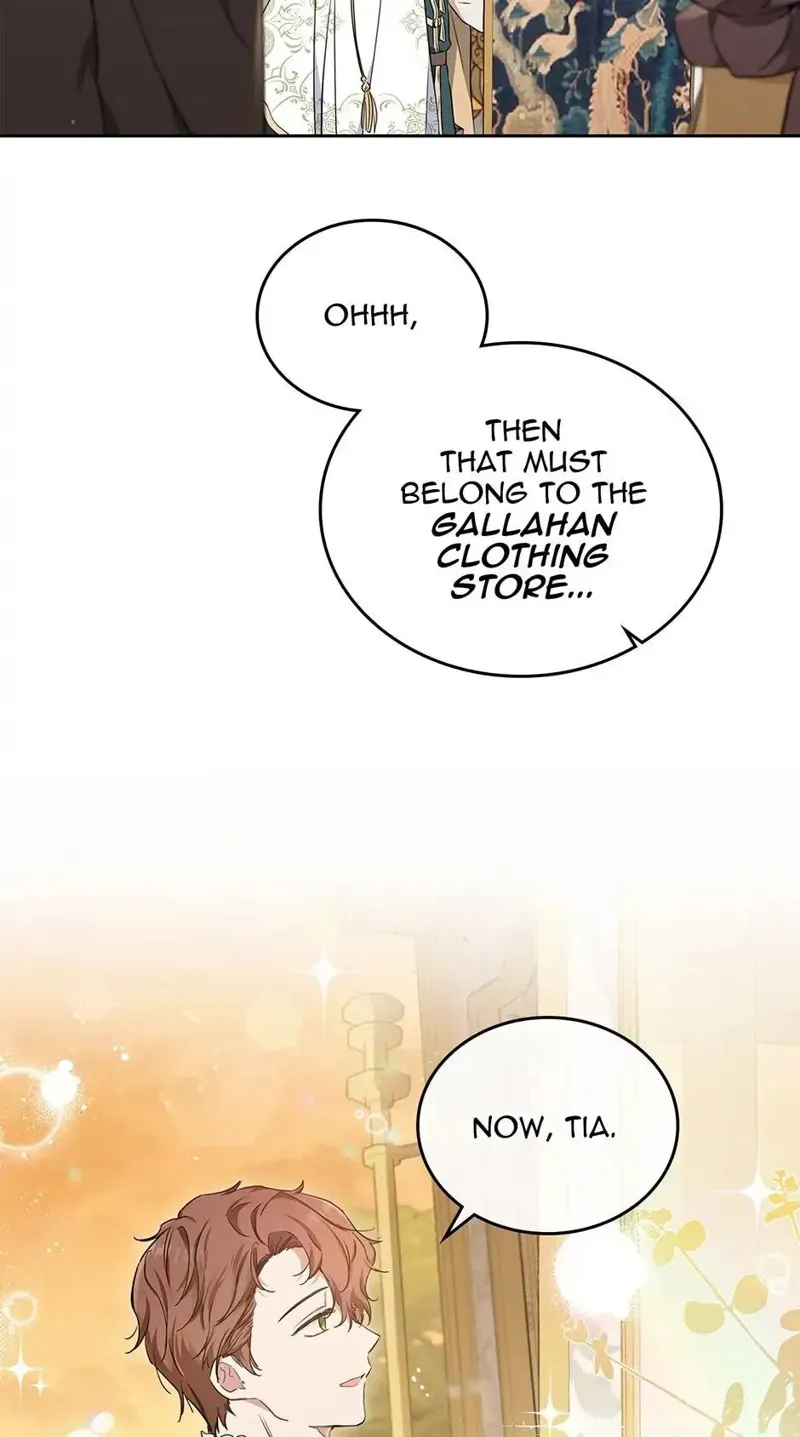 OHHH,
THEN
THAT MUST
BELONG TO THE
GALLAHAN
CLOTHING
STORE...
NOW, TIA.